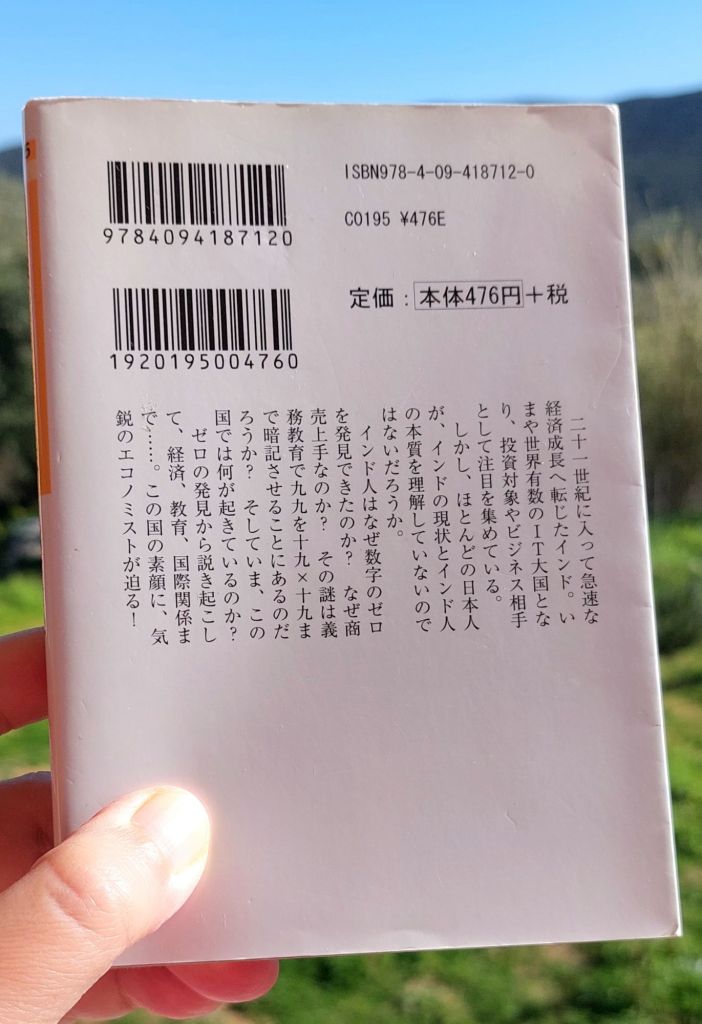 9784094187120
ISBN978-4-09-418712-0
C0195 ¥476E
1920195004760
定価：本体476円＋税
二十一世紀に入って急速な
経済成長へ転じたインド。い
まや世界有数のIT大国とな
り、投資対象やビジネス相手
として注目を集めている。
しかし、ほとんどの日本人
が、インドの現状とインド人
の本質を理解していないので
はないだろうか。
インド人はなぜ数字のゼロ
を発見できたのか？　なぜ商
売上手なのか？　その謎は義
務教育で九九を十九×十九ま
で暗記させることにあるのだ
ろうか？　そしていま、この
国では何が起きているのか？
ゼロの発見から説き起こし
て、経済、教育、国際関係ま
で……。この国の素顔に、気
鋭のエコノミストが迫る！